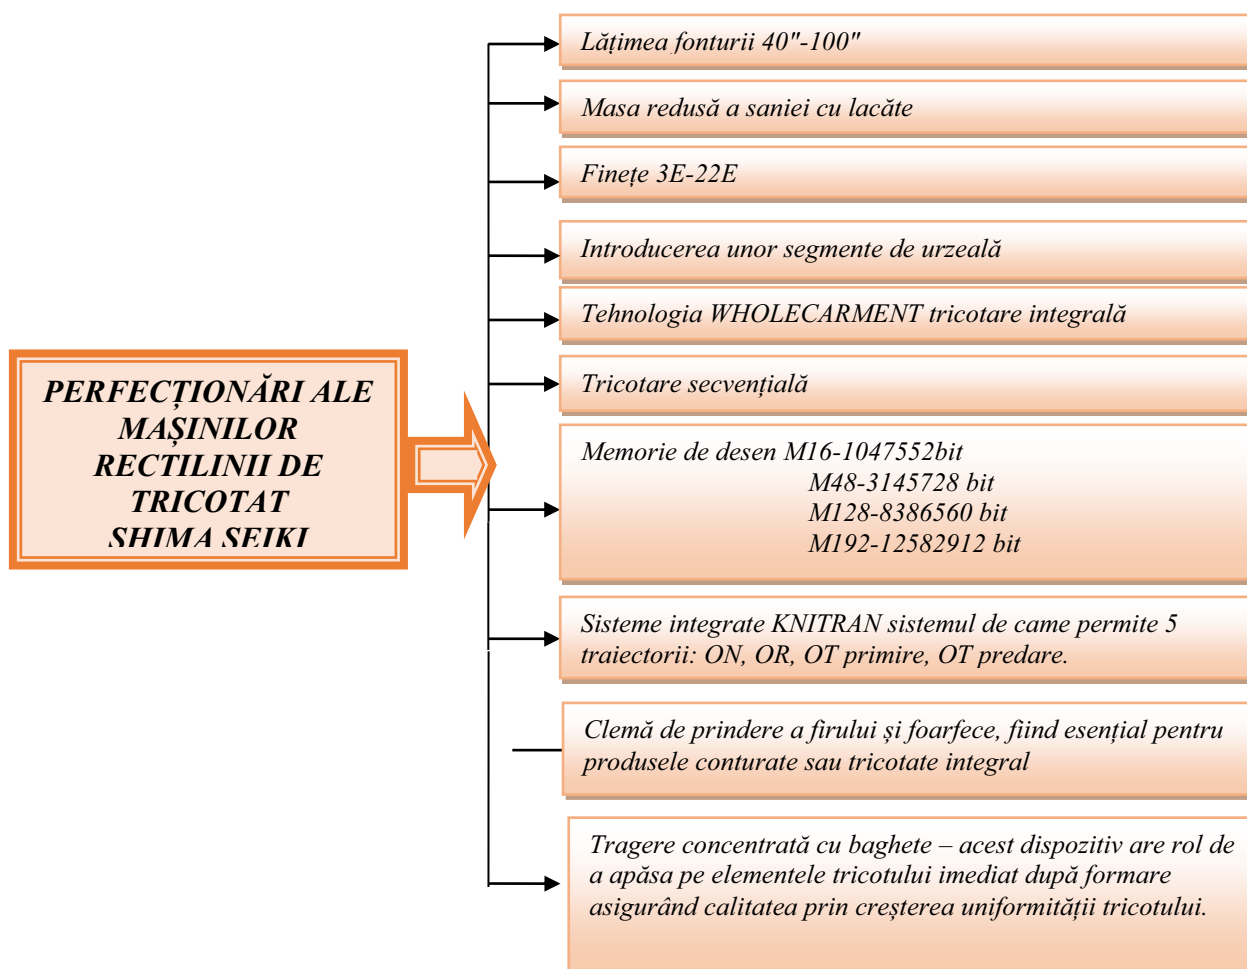 Lățimea fonturii 40"-100"
Masa redusă a saniei cu lacăte
Finețe 3E-22E
Introducerea unor segmente de urzeală
Tehnologia WHOLECARMENT tricotare integrală
PERFECȚIONĂRI ALE
MAȘINILOR
RECTILINII DE
TRICOTAT
SHIMA SEIKI
Tricotare secvențială
Memorie de desen M16-1047552bit
M48-3145728 bit
M128-8386560 bit
M192-12582912 bit
Sisteme integrate KNITRAN sistemul de came permite 5
traiectorii: ON, OR, OT primire, OT predare.
Clemă de prindere a firului și foarfece, fiind esențial pentru
produsele conturate sau tricotate integral
Tragere concentrată cu baghete – acest dispozitiv are rol de
a apăsa pe elementele tricotului imediat după formare
asigurând calitatea prin creșterea uniformității tricotului.